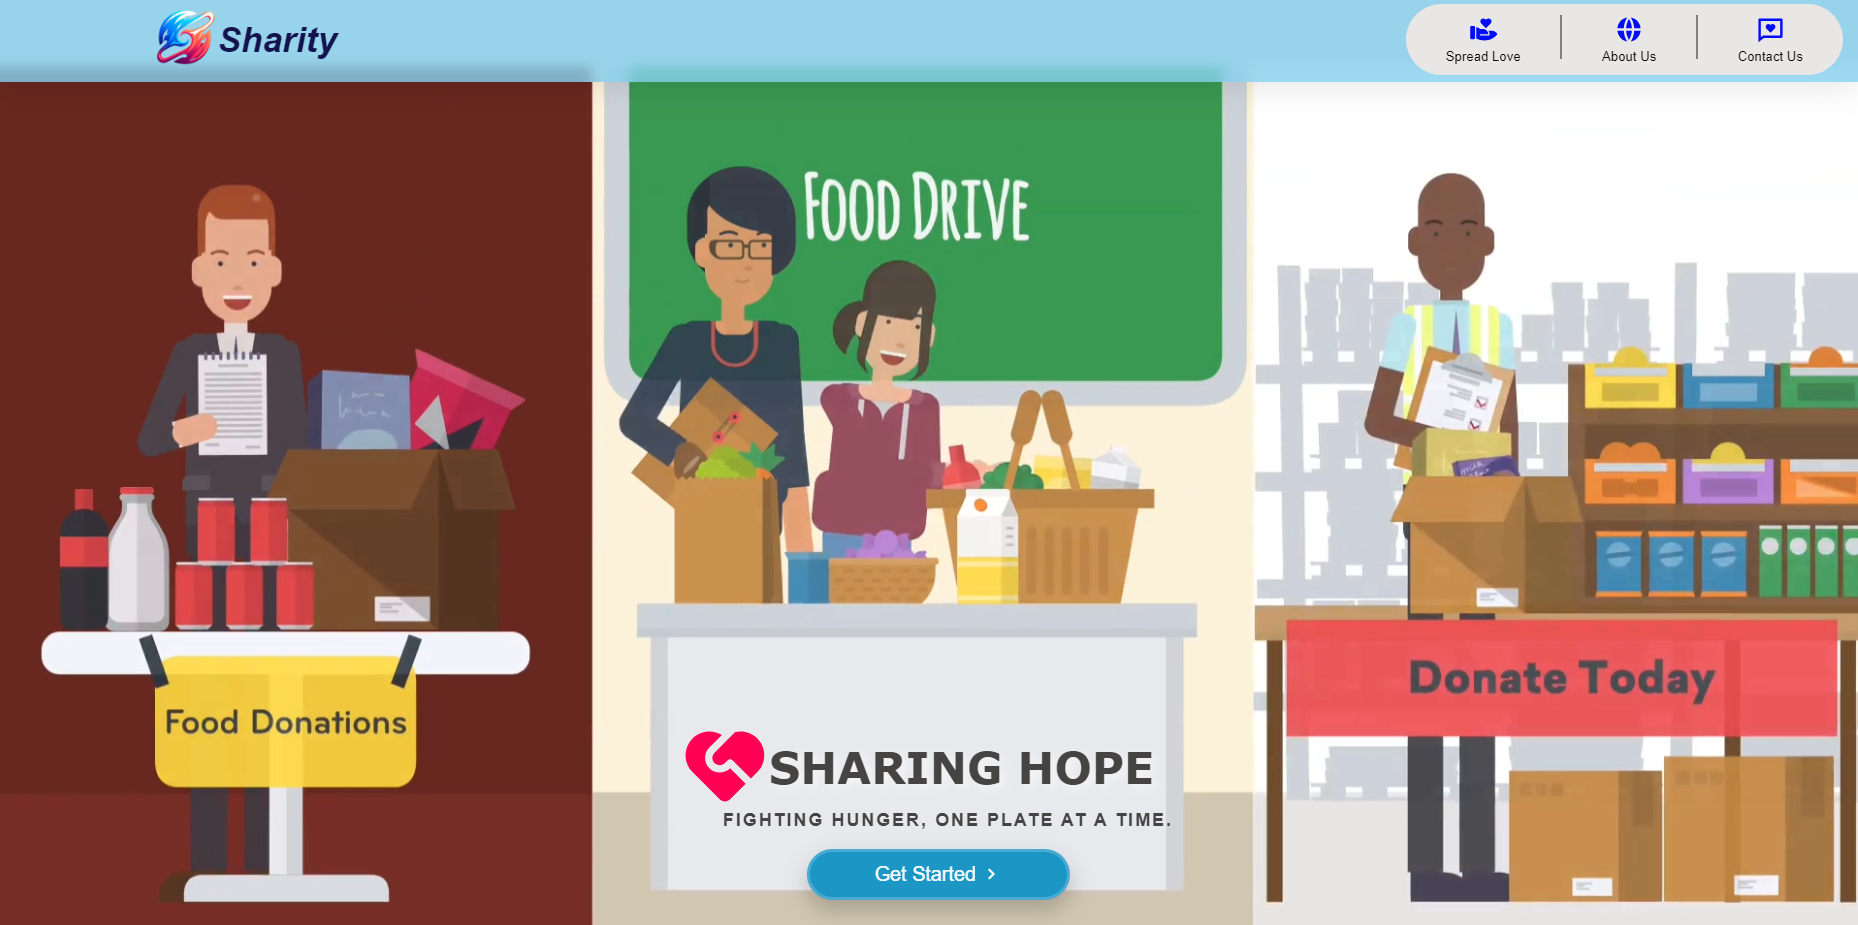 Sharity
Spread Love
About Us
Contact Us
FOOD DRIVE
Food Donations
Donate Today
SHARING HOPE
FIGHTING HUNGER, ONE PLATE AT A TIME.
Get Started